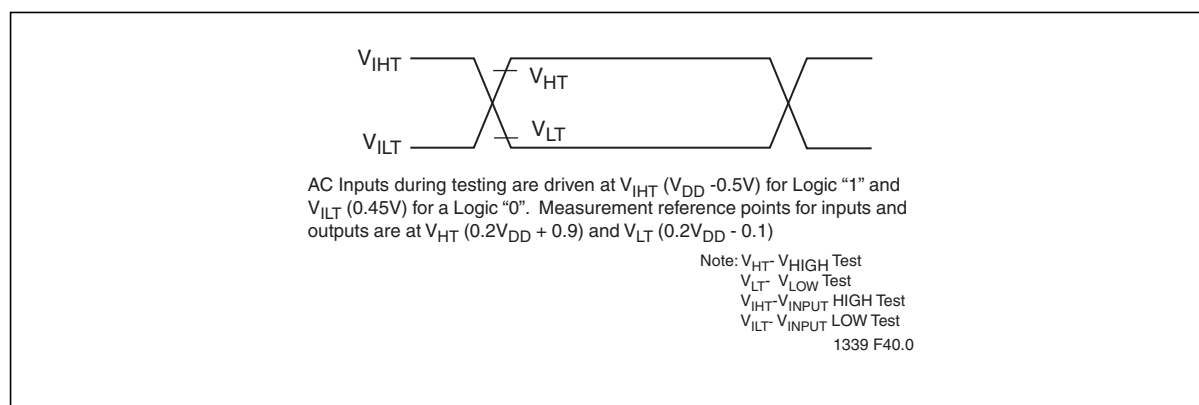 VIHT
VHT
VLT
VILT
AC Inputs during testing are driven at VIHT (VDD -0.5V) for Logic “1” and
VILT (0.45V) for a Logic “0”. Measurement reference points for inputs and
outputs are at VHT (0.2VDD + 0.9) and VLT (0.2VDD - 0.1)
Note: VHT- VHIGH Test
VLT- VLOW Test
VIHT-VINPUT HIGH Test
VILT- VINPUT LOW Test
1339 F40.0